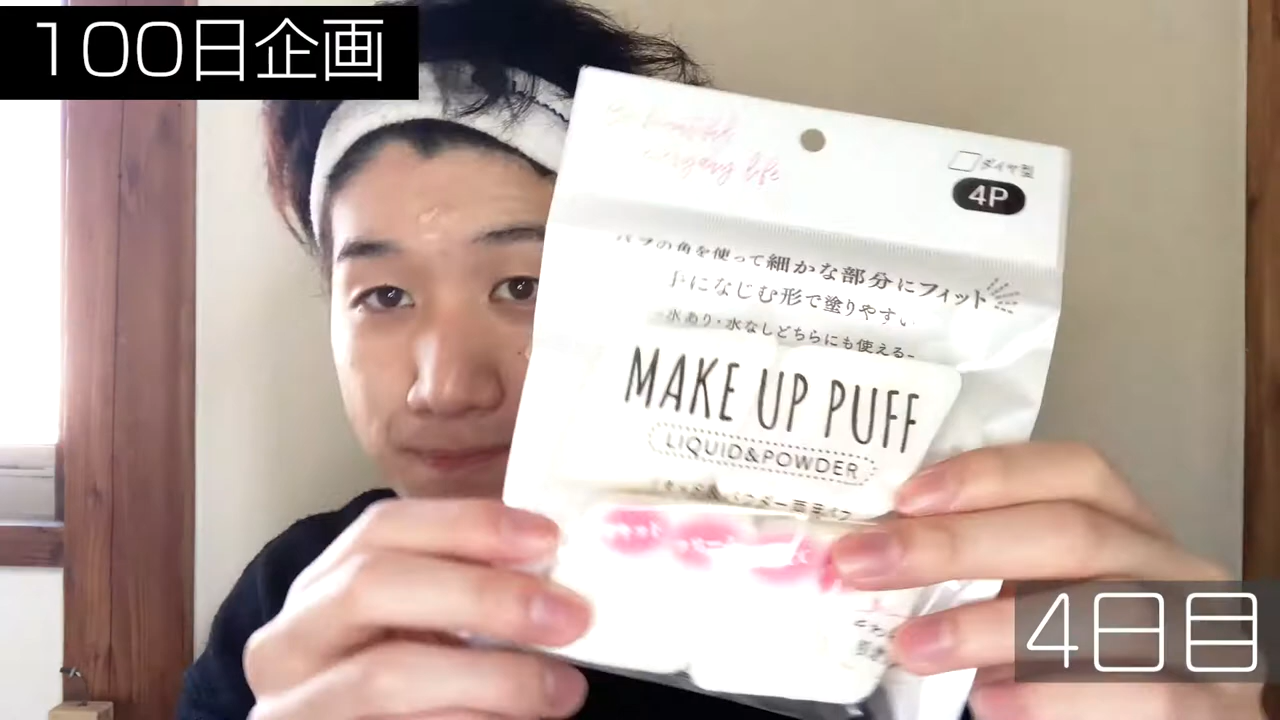 100日企画
everyday life
ダイヤ型
4P
パフの角を使って細かな部分にフィット
手になじむ形で塗りやすい
-水あり・水なしどちらにも使える-
MAKE UP PUFF
LIQUID&POWDER
4日目